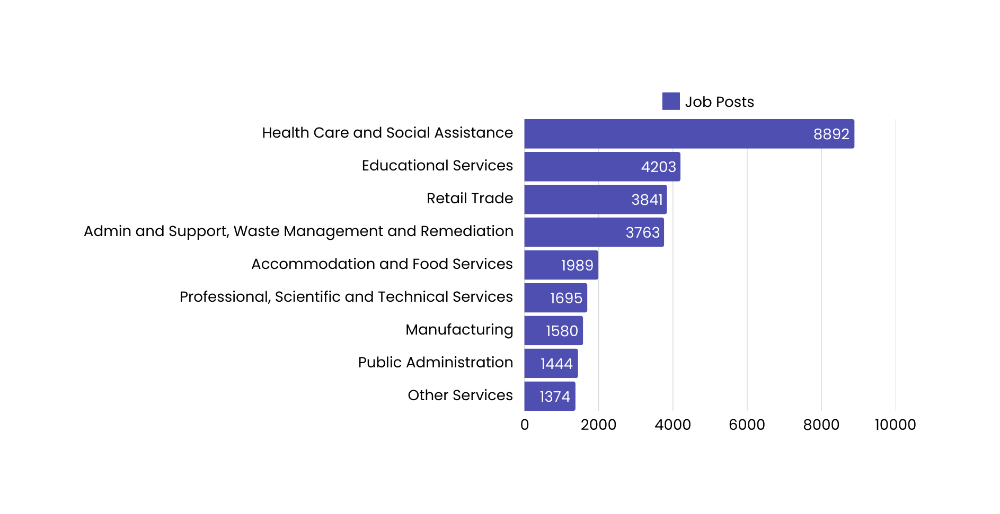 Job Posts
Health Care and Social Assistance 8892
Educational Services 4203
Retail Trade 3841
Admin and Support, Waste Management and Remediation 3763
Accommodation and Food Services 1989
Professional, Scientific and Technical Services 1695
Manufacturing 1580
Public Administration 1444
Other Services 1374
0 2000 4000 6000 8000 10000